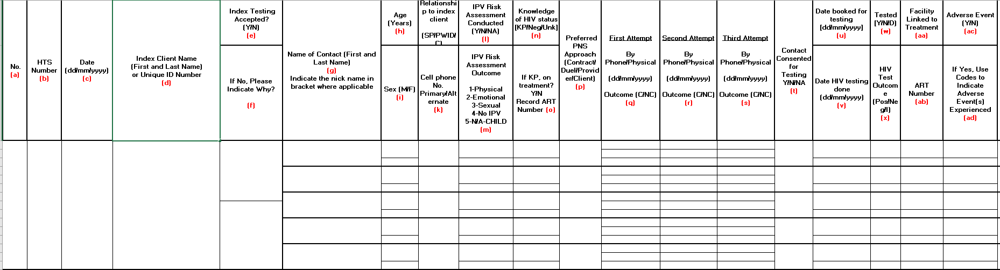 No.
(a)
HTS
Number
(b)
Date
(dd/mm/yyyy)
(c)
Index Client Name
(First and Last Name)
or Unique ID Number
(d)
Index Testing
Accepted?
(Y/N)
(e)
If No, Please
Indicate Why?
(f)
Name of Contact (First and
Last Name)
(g)
Indicate the nick name in
bracket where applicable
Age
(Years)
(h)
Sex (M/F)
(i)
Relationshi
p to index
client
(SP/PWID/
C)
Cell phone
No.
Primary/Alt
ernate
(k)
IPV Risk
Assessment
Conducted
(Y/N/NA)
(l)
IPV Risk
Assessment
Outcome
1-Physical
2-Emotional
3-Sexual
4-No IPV
5-N/A-CHILD
(m)
Knowledge
of HIV status
[KP/Neg/Unk]
(n)
If KP, on
treatment?
Y/N
Record ART
Number (o)
Preferred
PNS
Approach
(Contract/
Duel/Provid
er/Client)
(p)
First Attempt
By
Phone/Physical
(dd/mm/yyyy)
Outcome (C/NC)
(q)
Second Attempt
By
Phone/Physical
(dd/mm/yyyy)
Outcome (C/NC)
(r)
Third Attempt
By
Phone/Physical
(dd/mm/yyyy)
Outcome (C/NC)
(s)
Contact
Consented
for
Testing
Y/N/NA
(t)
Date booked for
testing
(dd/mm/yyyy)
(u)
Date HIV testing
done
(dd/mm/yyyy)
(v)
Tested
(Y/N/D)
(w)
HIV
Test
Outcom
e
(Pos/Ne
g/I)
(x)
Facility
Linked to
Treatment
(aa)
ART
Number
(ab)
Adverse Event
(Y/N)
(ac)
If Yes, Use
Codes to
Indicate
Adverse
Event(s)
Experienced
(ad)